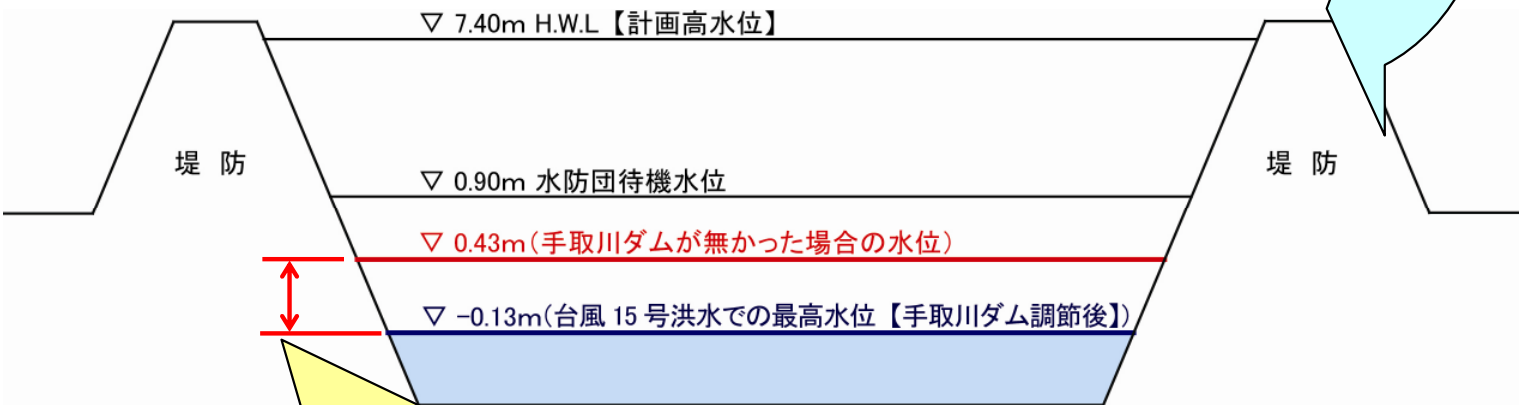 ▽ 7.40m H.W.L【計画高水位】
堤 防
堤 防
▽ 0.90m 水防団待機水位
▽ 0.43m(手取川ダムが無かった場合の水位)
▽ -0.13m(台風 15 号洪水での最高水位【手取川ダム調節後】)